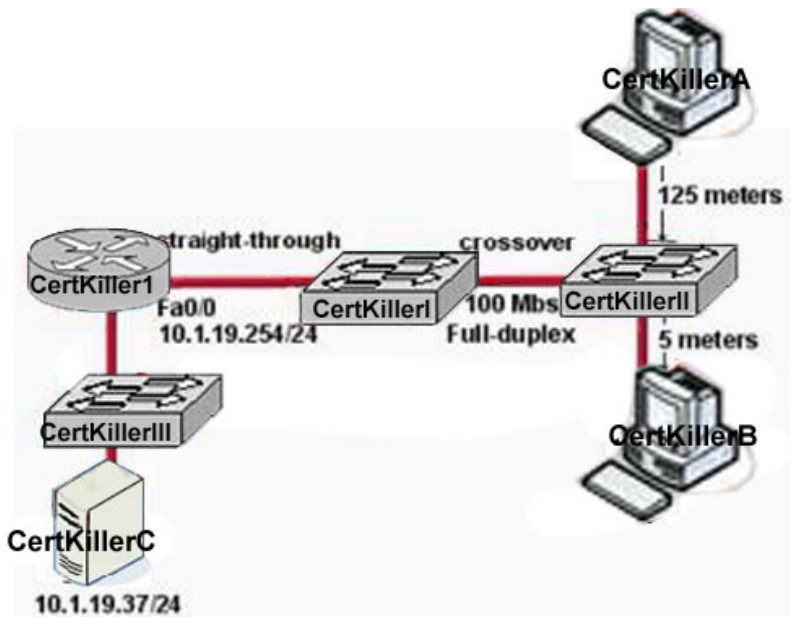 CertKillerA
125 meters
straight-through
crossover
CertKiller1
CertKillerI
CertKillerII
Fa0/0
100 Mbs
10.1.19.254/24
Full-duplex
5 meters
CertKillerIII
CertKillerB
CertKillerC
10.1.19.37/24